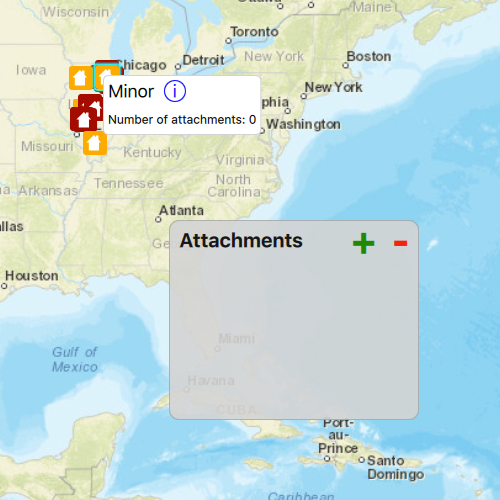 Wisconsin
Ottawa
Maine
Toronto
Iowa
Chicago
Detroit
New York
Boston
Minor
New York
Number of attachments: 0
Washington
Missouri
Kentucky
Virginia
Arkansas
Tennessee
North
Carolina
Atlanta
Attachments
+ -
Houston
Miami
Gulf of
Mexico
Havana
CUBA
Port-
au-
Prince
Santo
Domingo
Caribbean